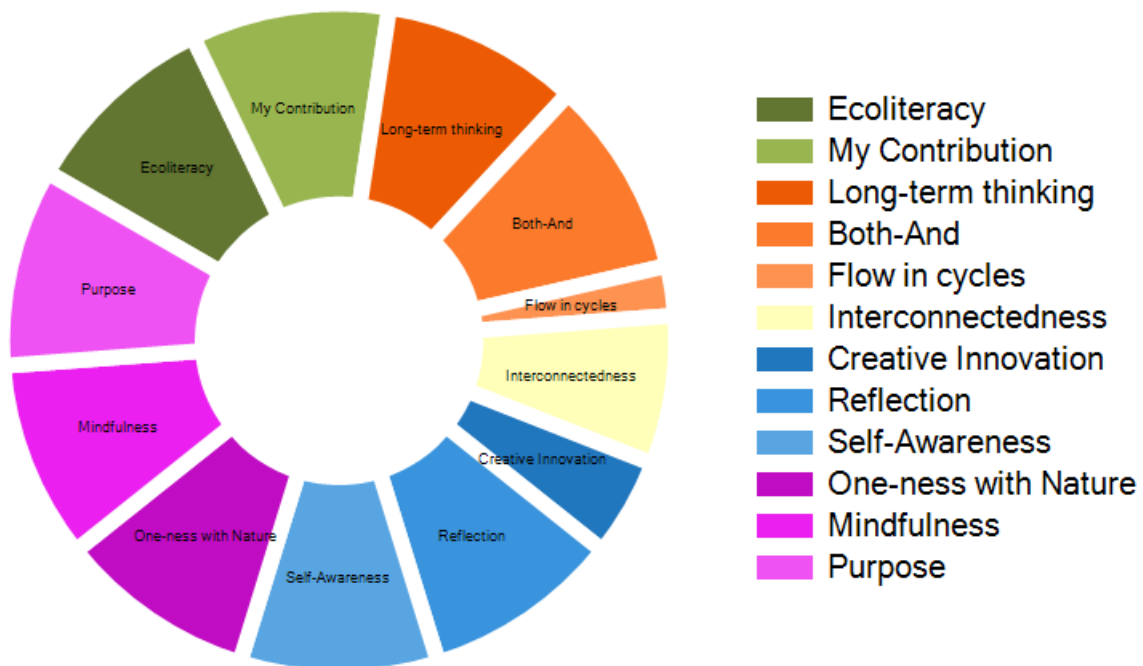 My Contribution
Long-term thinking
Ecoliteracy
Both-And
Purpose
Flow in cycles
Interconnectedness
Mindfulness
Creative Innovation
One-ness with Nature
Reflection
Self-Awareness
Ecoliteracy
My Contribution
Long-term thinking
Both-And
Flow in cycles
Interconnectedness
Creative Innovation
Reflection
Self-Awareness
One-ness with Nature
Mindfulness
Purpose